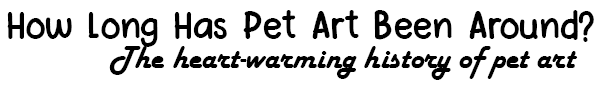 How Long Has Pet Art Been Around?
The heart-warming history of pet art